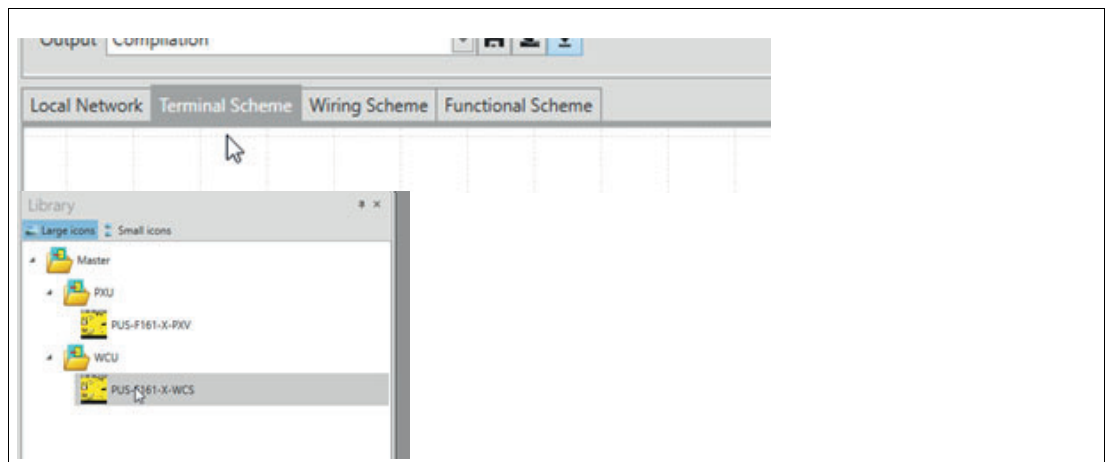 Output Compilation
Local Network Terminal Scheme Wiring Scheme Functional Scheme
Library
Large icons Small icons
Master
PXU
PUS-F161-X-PXV
WCU
PUS-F161-X-WCS